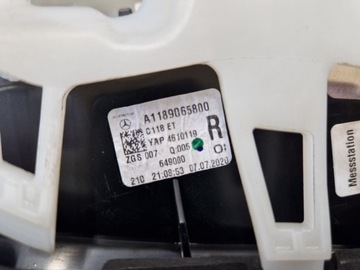 A1189065800
C118 ET
YAP 4610119
ZGS 007 Q:005
649080
210 21:08:53 07.07.2020
R
Messstation